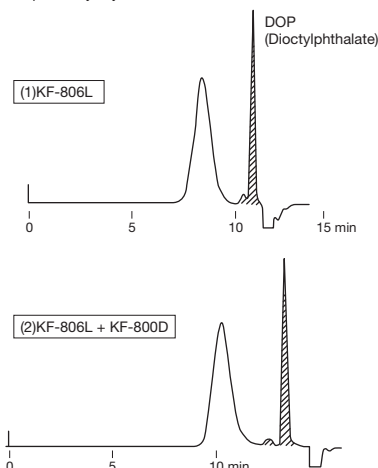 DOP
(Dioctylphthalate)
(1)KF-806L
0 5 10 15 min
(2)KF-806L + KF-800D
0 5 10 min